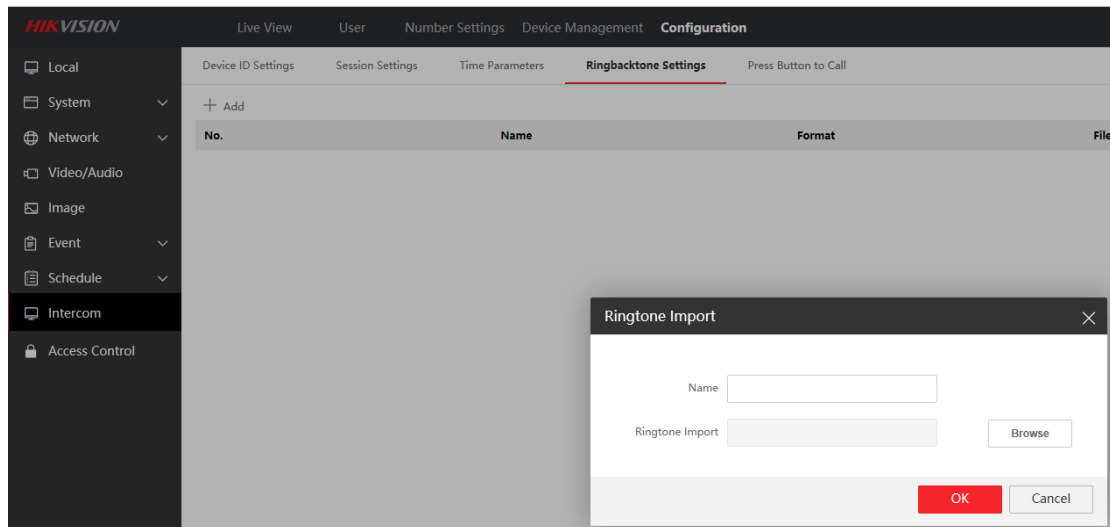 HIKVISION
Live View User Number Settings Device Management Configuration
Local
System
Network
Video/Audio
Image
Event
Schedule
Intercom
Access Control
Device ID Settings Session Settings Time Parameters Ringbacktone Settings Press Button to Call
+ Add
No. Name Format File
Ringtone Import
Name
Ringtone Import Browse
OK Cancel